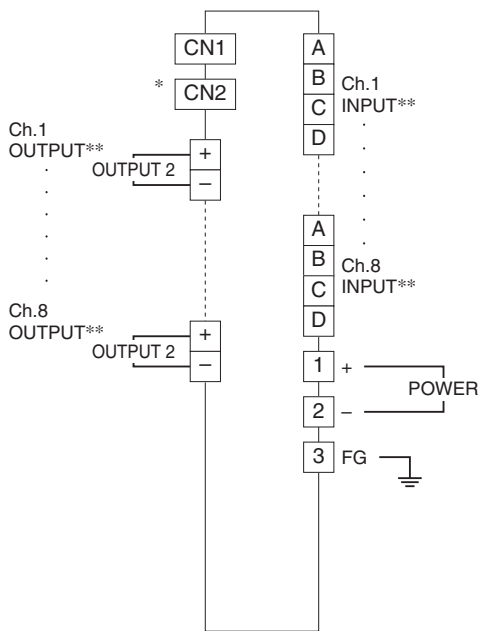 CN1
* CN2
Ch.1
OUTPUT**
OUTPUT 2
+
−
Ch.8
OUTPUT**
OUTPUT 2
+
−
A
B
C
D
Ch.1
INPUT**
A
B
C
D
Ch.8
INPUT**
1 +
POWER
2 −
3 FG